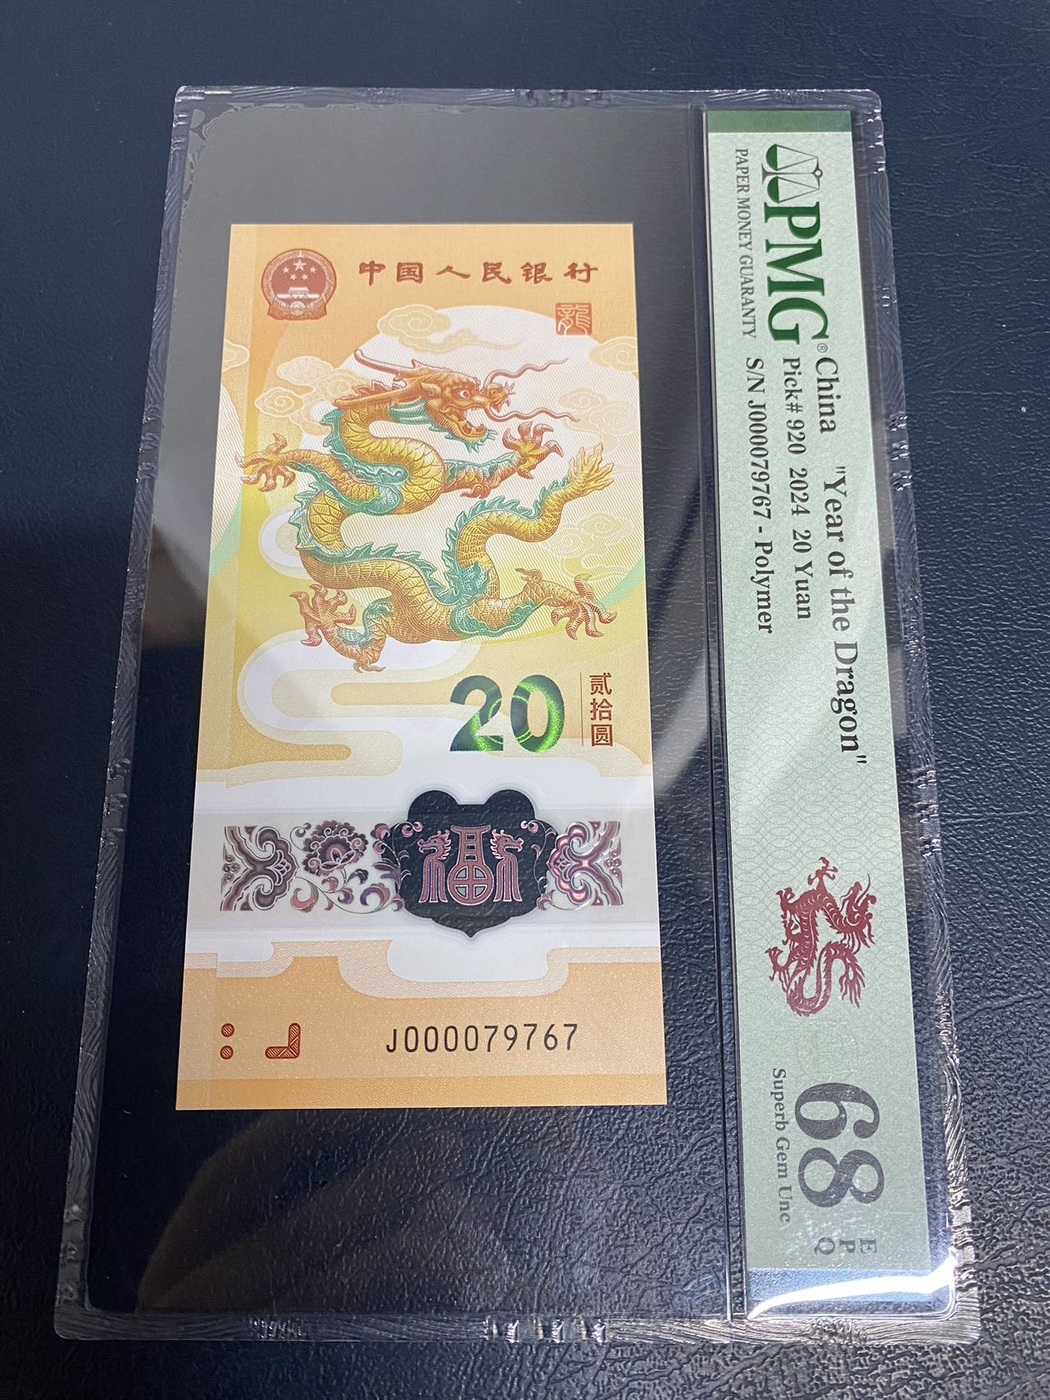 中国人民银行
龍
20
贰拾圆
福
J000079767
PMG®
PAPER MONEY GUARANTY
China "Year of the Dragon"
Pick# 920 2024 20 Yuan
S/N J000079767 - Polymer
68 EPQ
Superb Gem Unc